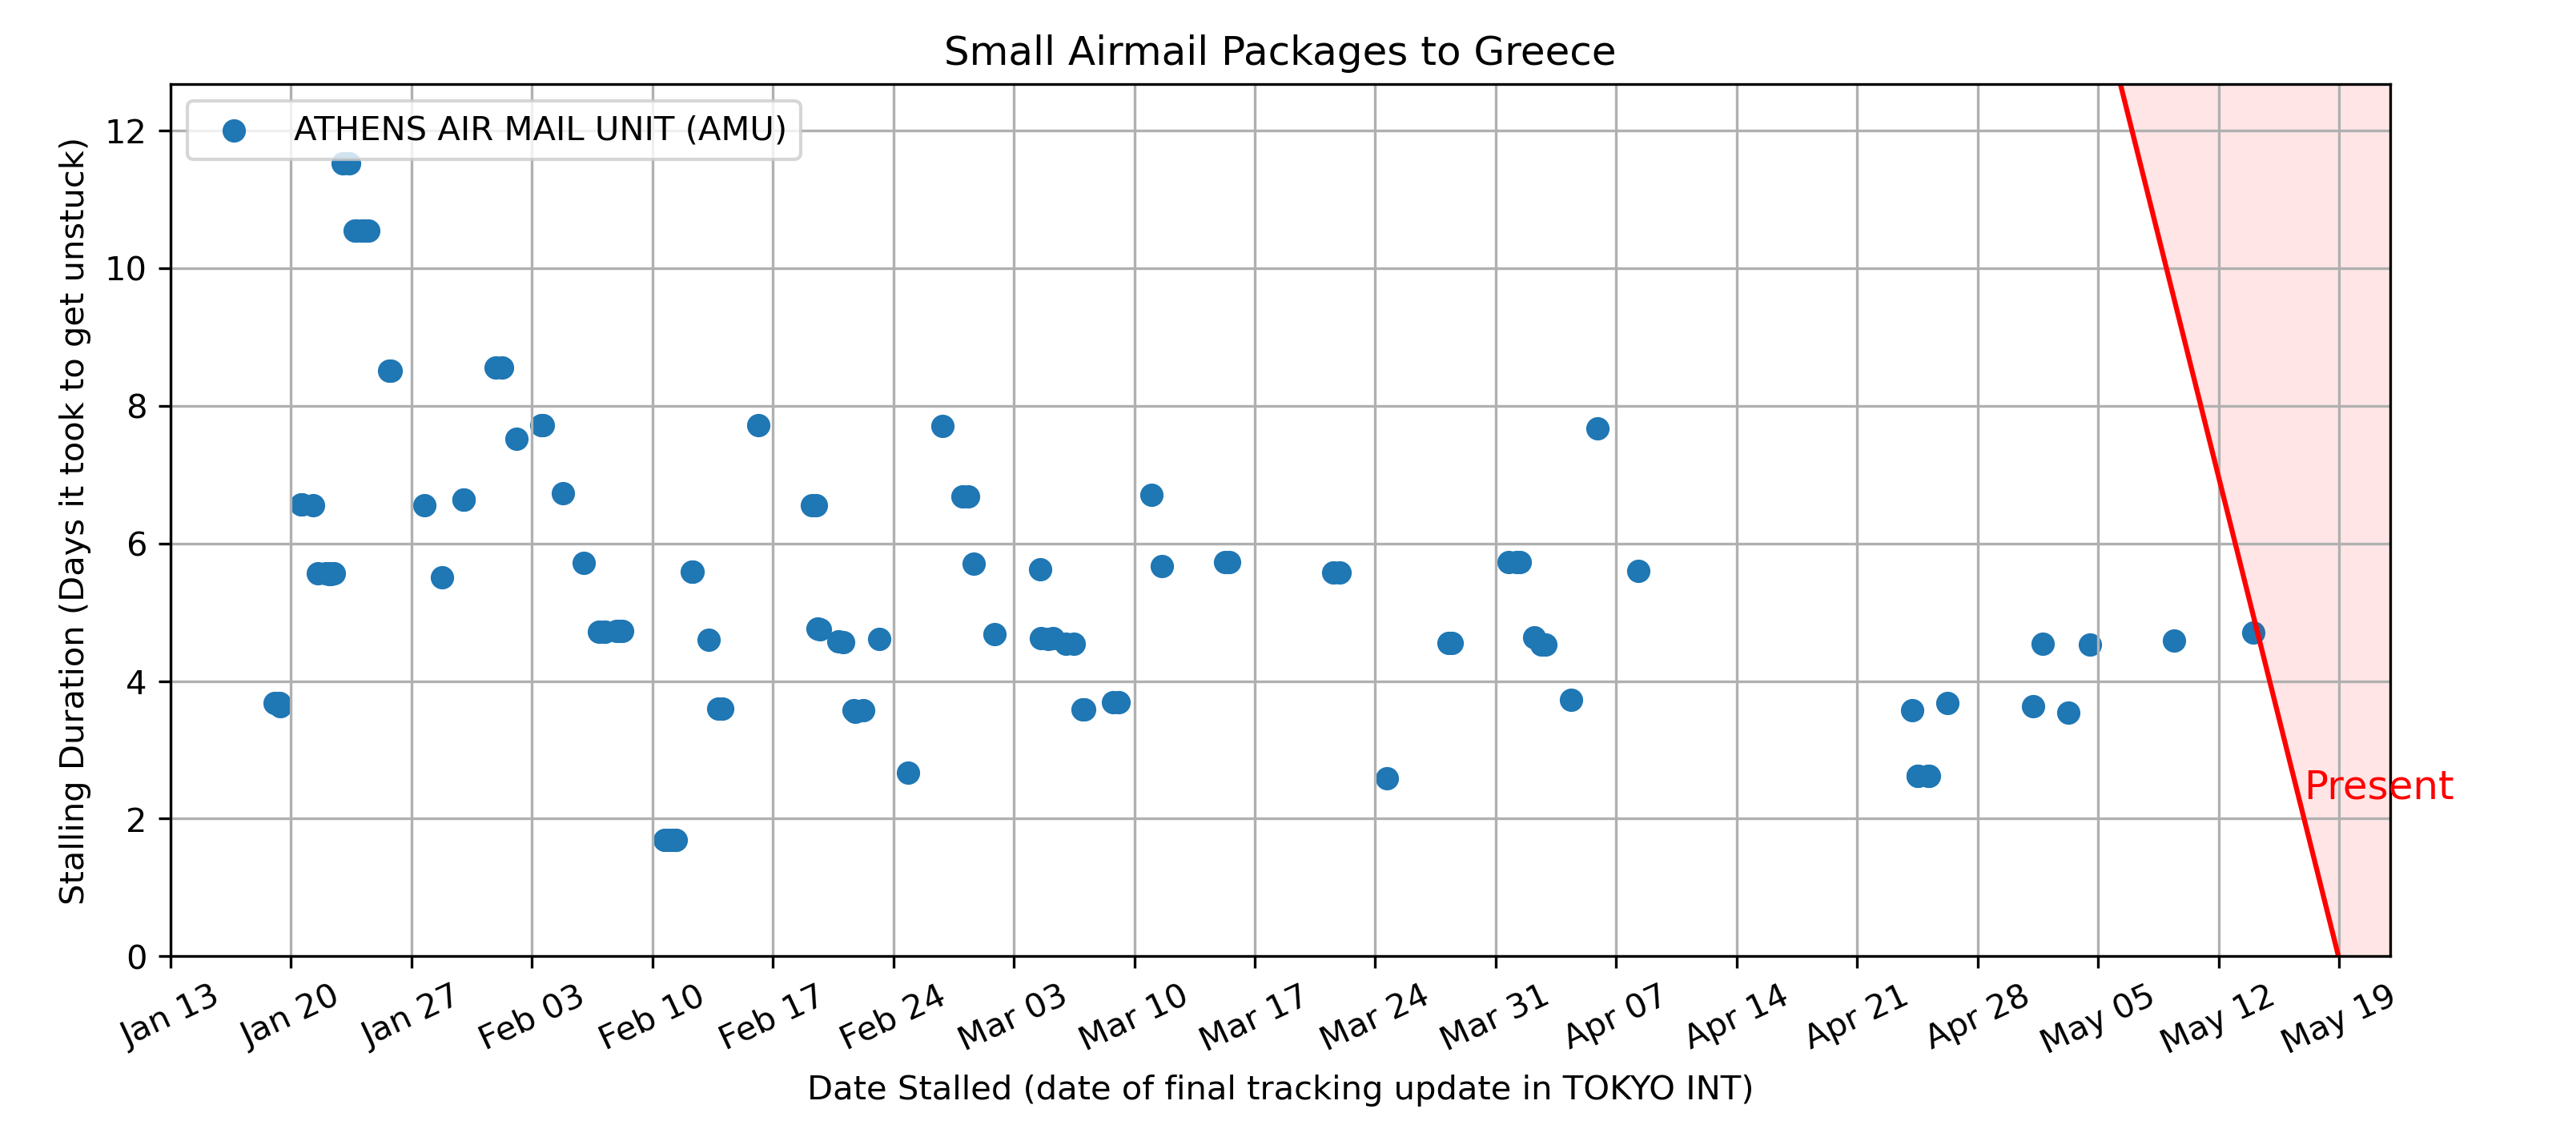 Small Airmail Packages to Greece
ATHENS AIR MAIL UNIT (AMU)
Stalling Duration (Days it took to get unstuck)
12
10
8
6
4
2
0
Present
Jan 13
Jan 20
Jan 27
Feb 03
Feb 10
Feb 17
Feb 24
Mar 03
Mar 10
Mar 17
Mar 24
Mar 31
Apr 07
Apr 14
Apr 21
Apr 28
May 05
May 12
May 19
Date Stalled (date of final tracking update in TOKYO INT)